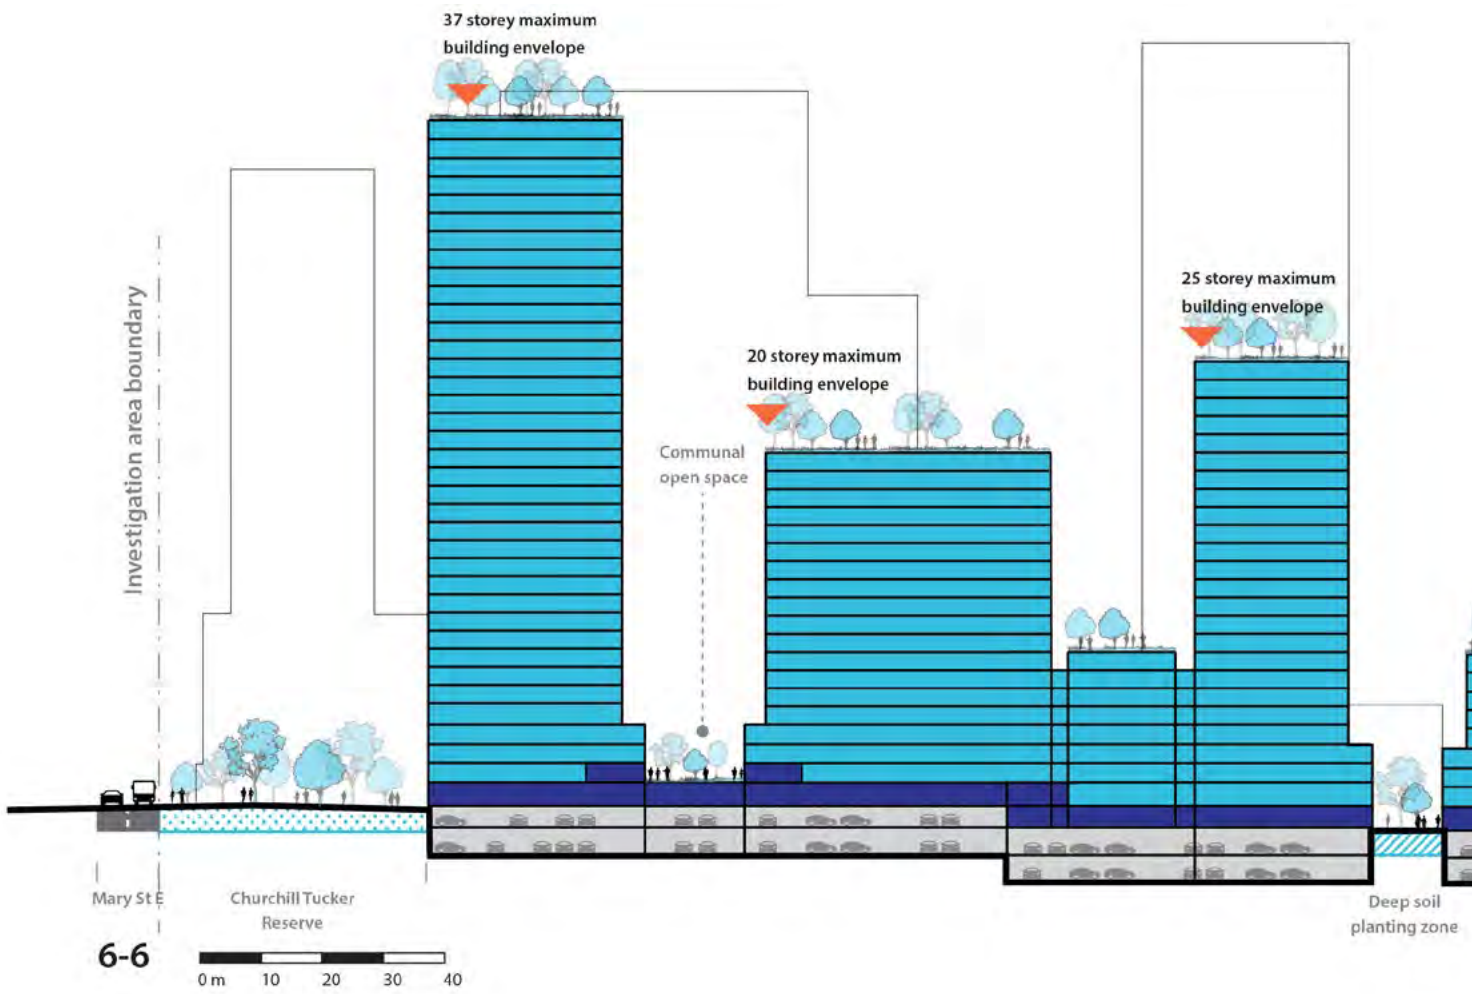 37 storey maximum
building envelope
25 storey maximum
building envelope
20 storey maximum
building envelope
Communal
open space
Investigation area boundary
Mary St E
Churchill Tucker
Reserve
Deep soil
planting zone
6-6
0 m 10 20 30 40